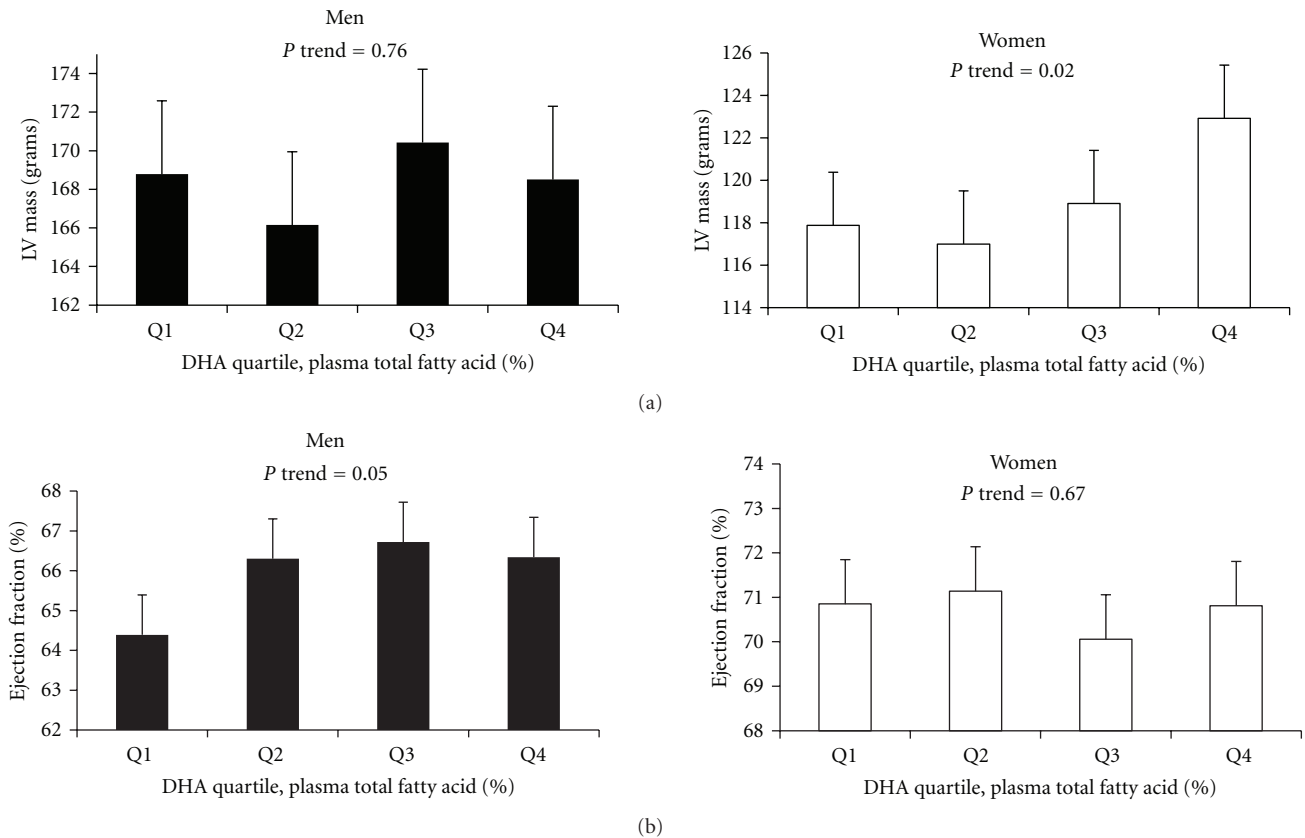 Men
P trend = 0.76
174
172
170
168
166
164
162
LV mass (grams)
Q1 Q2 Q3 Q4
DHA quartile, plasma total fatty acid (%)
Women
P trend = 0.02
126
124
123
120
118
116
114
LV mass (grams)
Q1 Q2 Q3 Q4
DHA quartile, plasma total fatty acid (%)
(a)
Men
P trend = 0.05
68
67
66
65
64
63
62
Ejection fraction (%)
Q1 Q2 Q3 Q4
DHA quartile, plasma total fatty acid (%)
Women
P trend = 0.67
74
73
72
71
70
69
68
Ejection fraction (%)
Q1 Q2 Q3 Q4
DHA quartile, plasma total fatty acid (%)
(b)